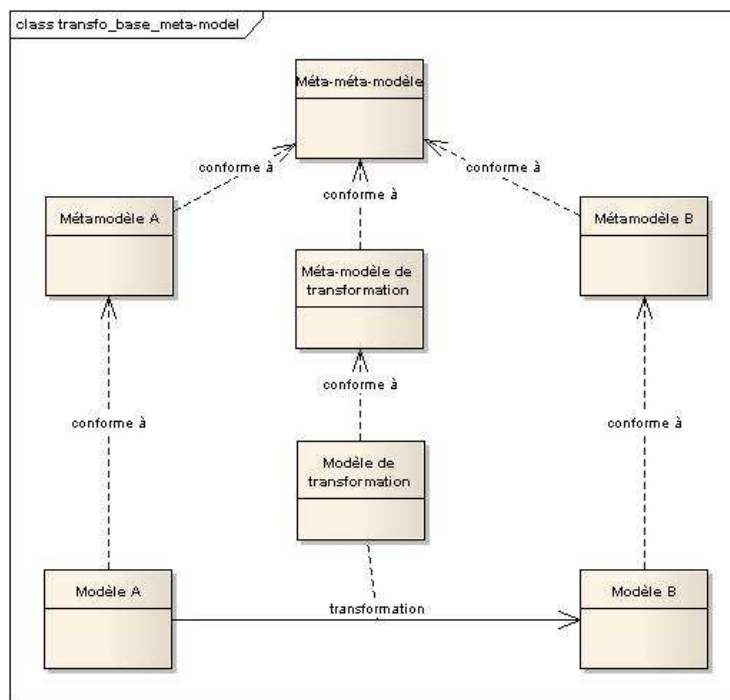 class transfo_base_meta-model
Méta-méta-modèle
conforme à
conforme à
conforme à
Métamodèle A
Métamodèle B
Méta-modèle de
transformation
conforme à
conforme à
conforme à
Modèle de
transformation
Modèle A
Modèle B
transformation